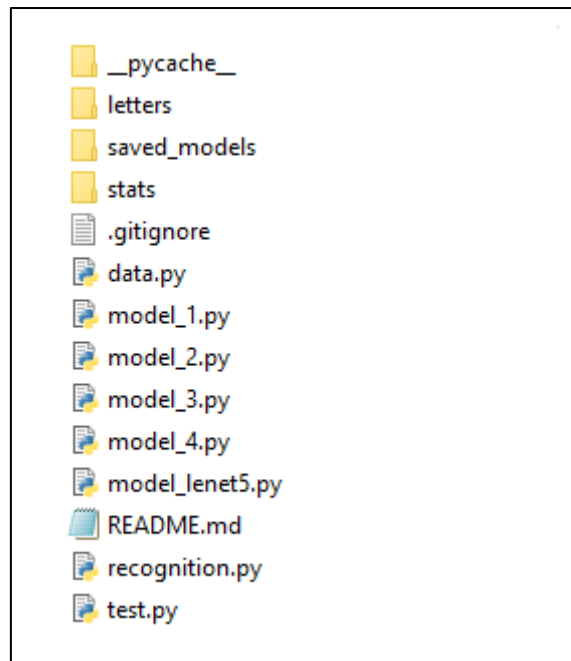 __pycache__
letters
saved_models
stats
.gitignore
data.py
model_1.py
model_2.py
model_3.py
model_4.py
model_lenet5.py
README.md
recognition.py
test.py